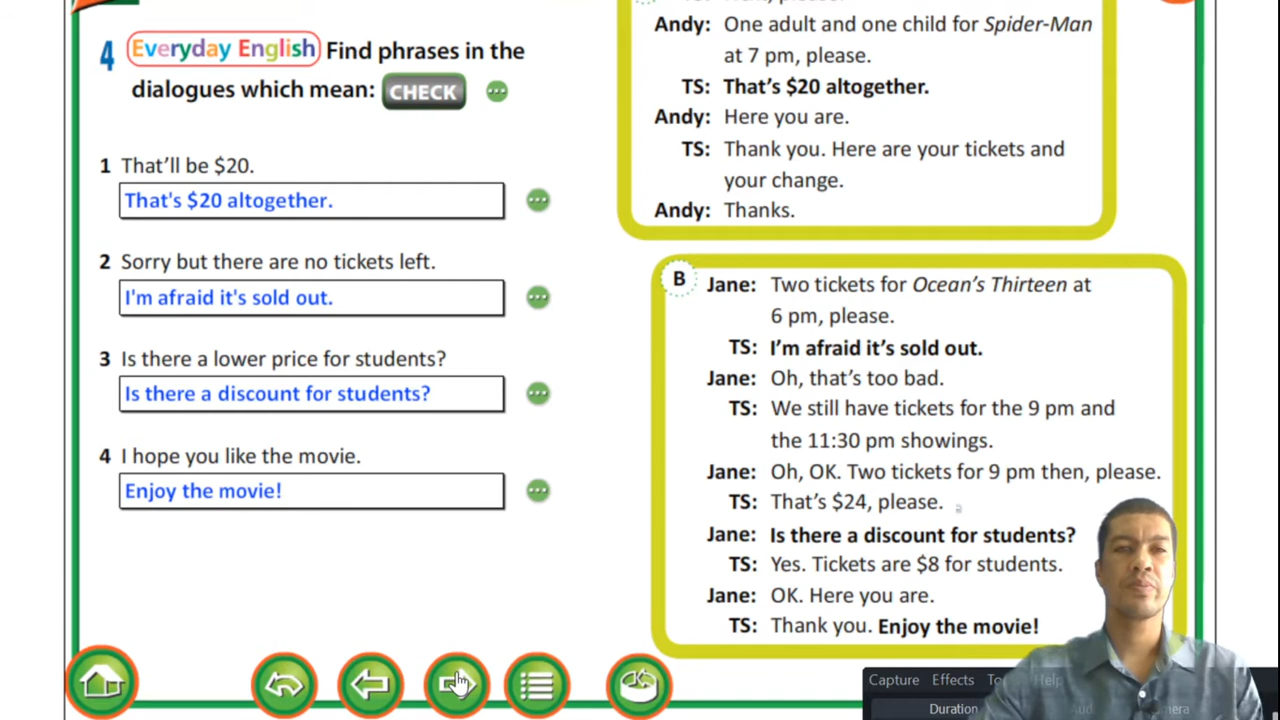 4 Everyday English Find phrases in the
dialogues which mean: CHECK
1 That'll be $20.
That's $20 altogether.
2 Sorry but there are no tickets left.
I'm afraid it's sold out.
3 Is there a lower price for students?
Is there a discount for students?
4 I hope you like the movie.
Enjoy the movie!
Andy: One adult and one child for Spider-Man
at 7 pm, please.
TS: That's $20 altogether.
Andy: Here you are.
TS: Thank you. Here are your tickets and
your change.
Andy: Thanks.
B
Jane: Two tickets for Ocean's Thirteen at
6 pm, please.
TS: I'm afraid it's sold out.
Jane: Oh, that's too bad.
TS: We still have tickets for the 9 pm and
the 11:30 pm showings.
Jane: Oh, OK. Two tickets for 9 pm then, please.
TS: That's $24, please.
Jane: Is there a discount for students?
TS: Yes. Tickets are $8 for students.
Jane: OK. Here you are.
TS: Thank you. Enjoy the movie!
Capture Effects Help
Duration